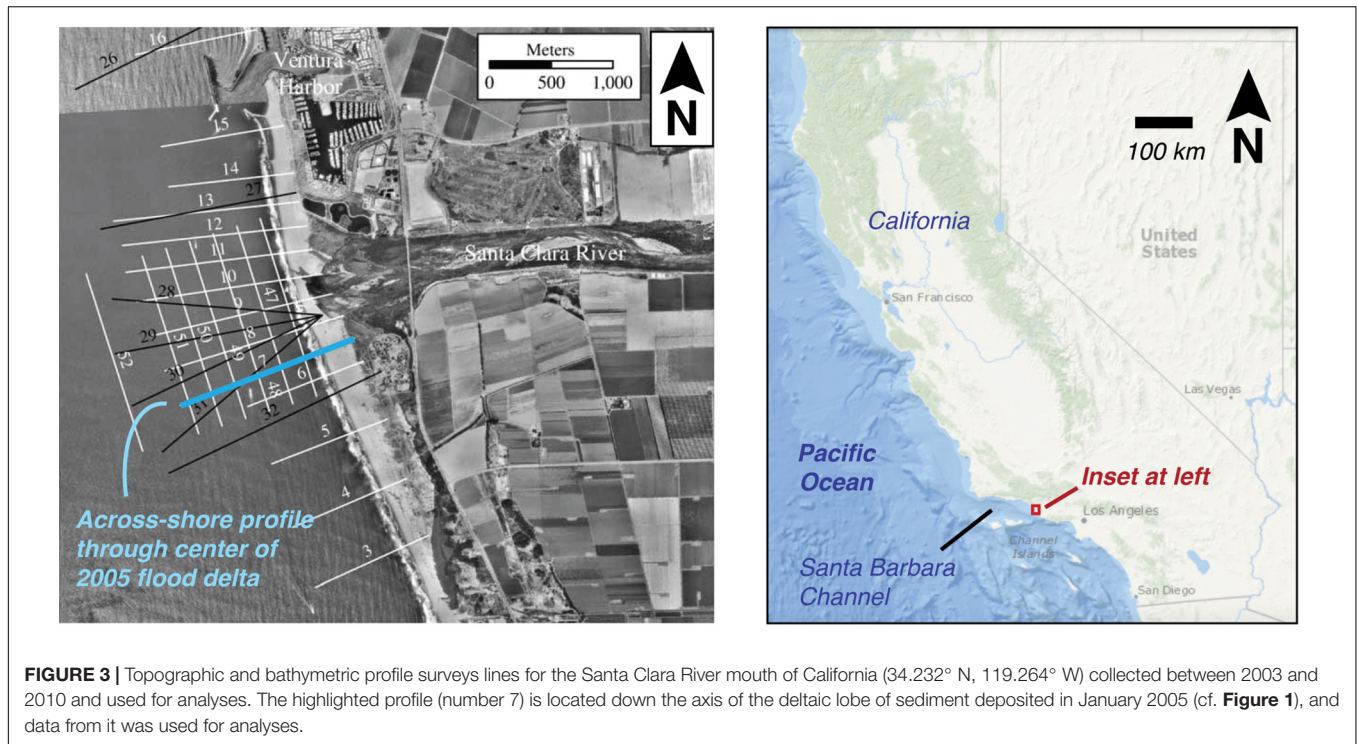 26
16
Ventura
Harbor
Meters
0 500 1,000
N
15
14
27
13
12
11
10
Santa Clara River
47
28
9
29
50
8
52
51
49
7
30
6
48
31
32
5
4
3
Across-shore profile
through center of
2005 flood delta
100 km
N
California
United
States
San Francisco
Las Vegas
Pacific
Ocean
Inset at left
Los Angeles
Channel
Islands
Santa Barbara
Channel
San Diego
FIGURE 3 | Topographic and bathymetric profile surveys lines for the Santa Clara River mouth of California (34.232° N, 119.264° W) collected between 2003 and
2010 and used for analyses. The highlighted profile (number 7) is located down the axis of the deltaic lobe of sediment deposited in January 2005 (cf. Figure 1), and
data from it was used for analyses.